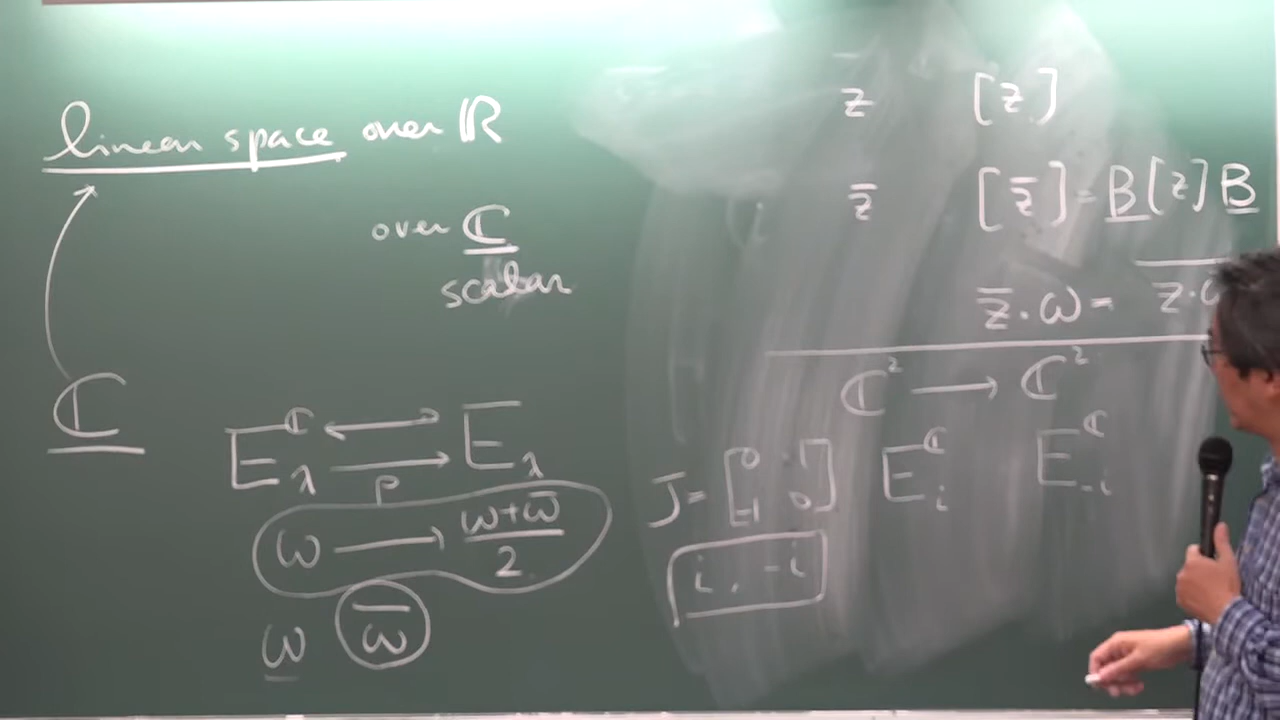 linear space over ℝ
over ℂ
scalar
ℂ
E^ℂ_λ ⟷ E_λ
⟶
P
ω ⟶ (ω+ω̄)/2
ω ω̄
z [z]
z̄ [z̄]=B[z]B
z̄·ω=
ℂ² ⟶ ℂ²
J=[0 1; -1 0] E^ℂ_i E^ℂ_-i
i, -i